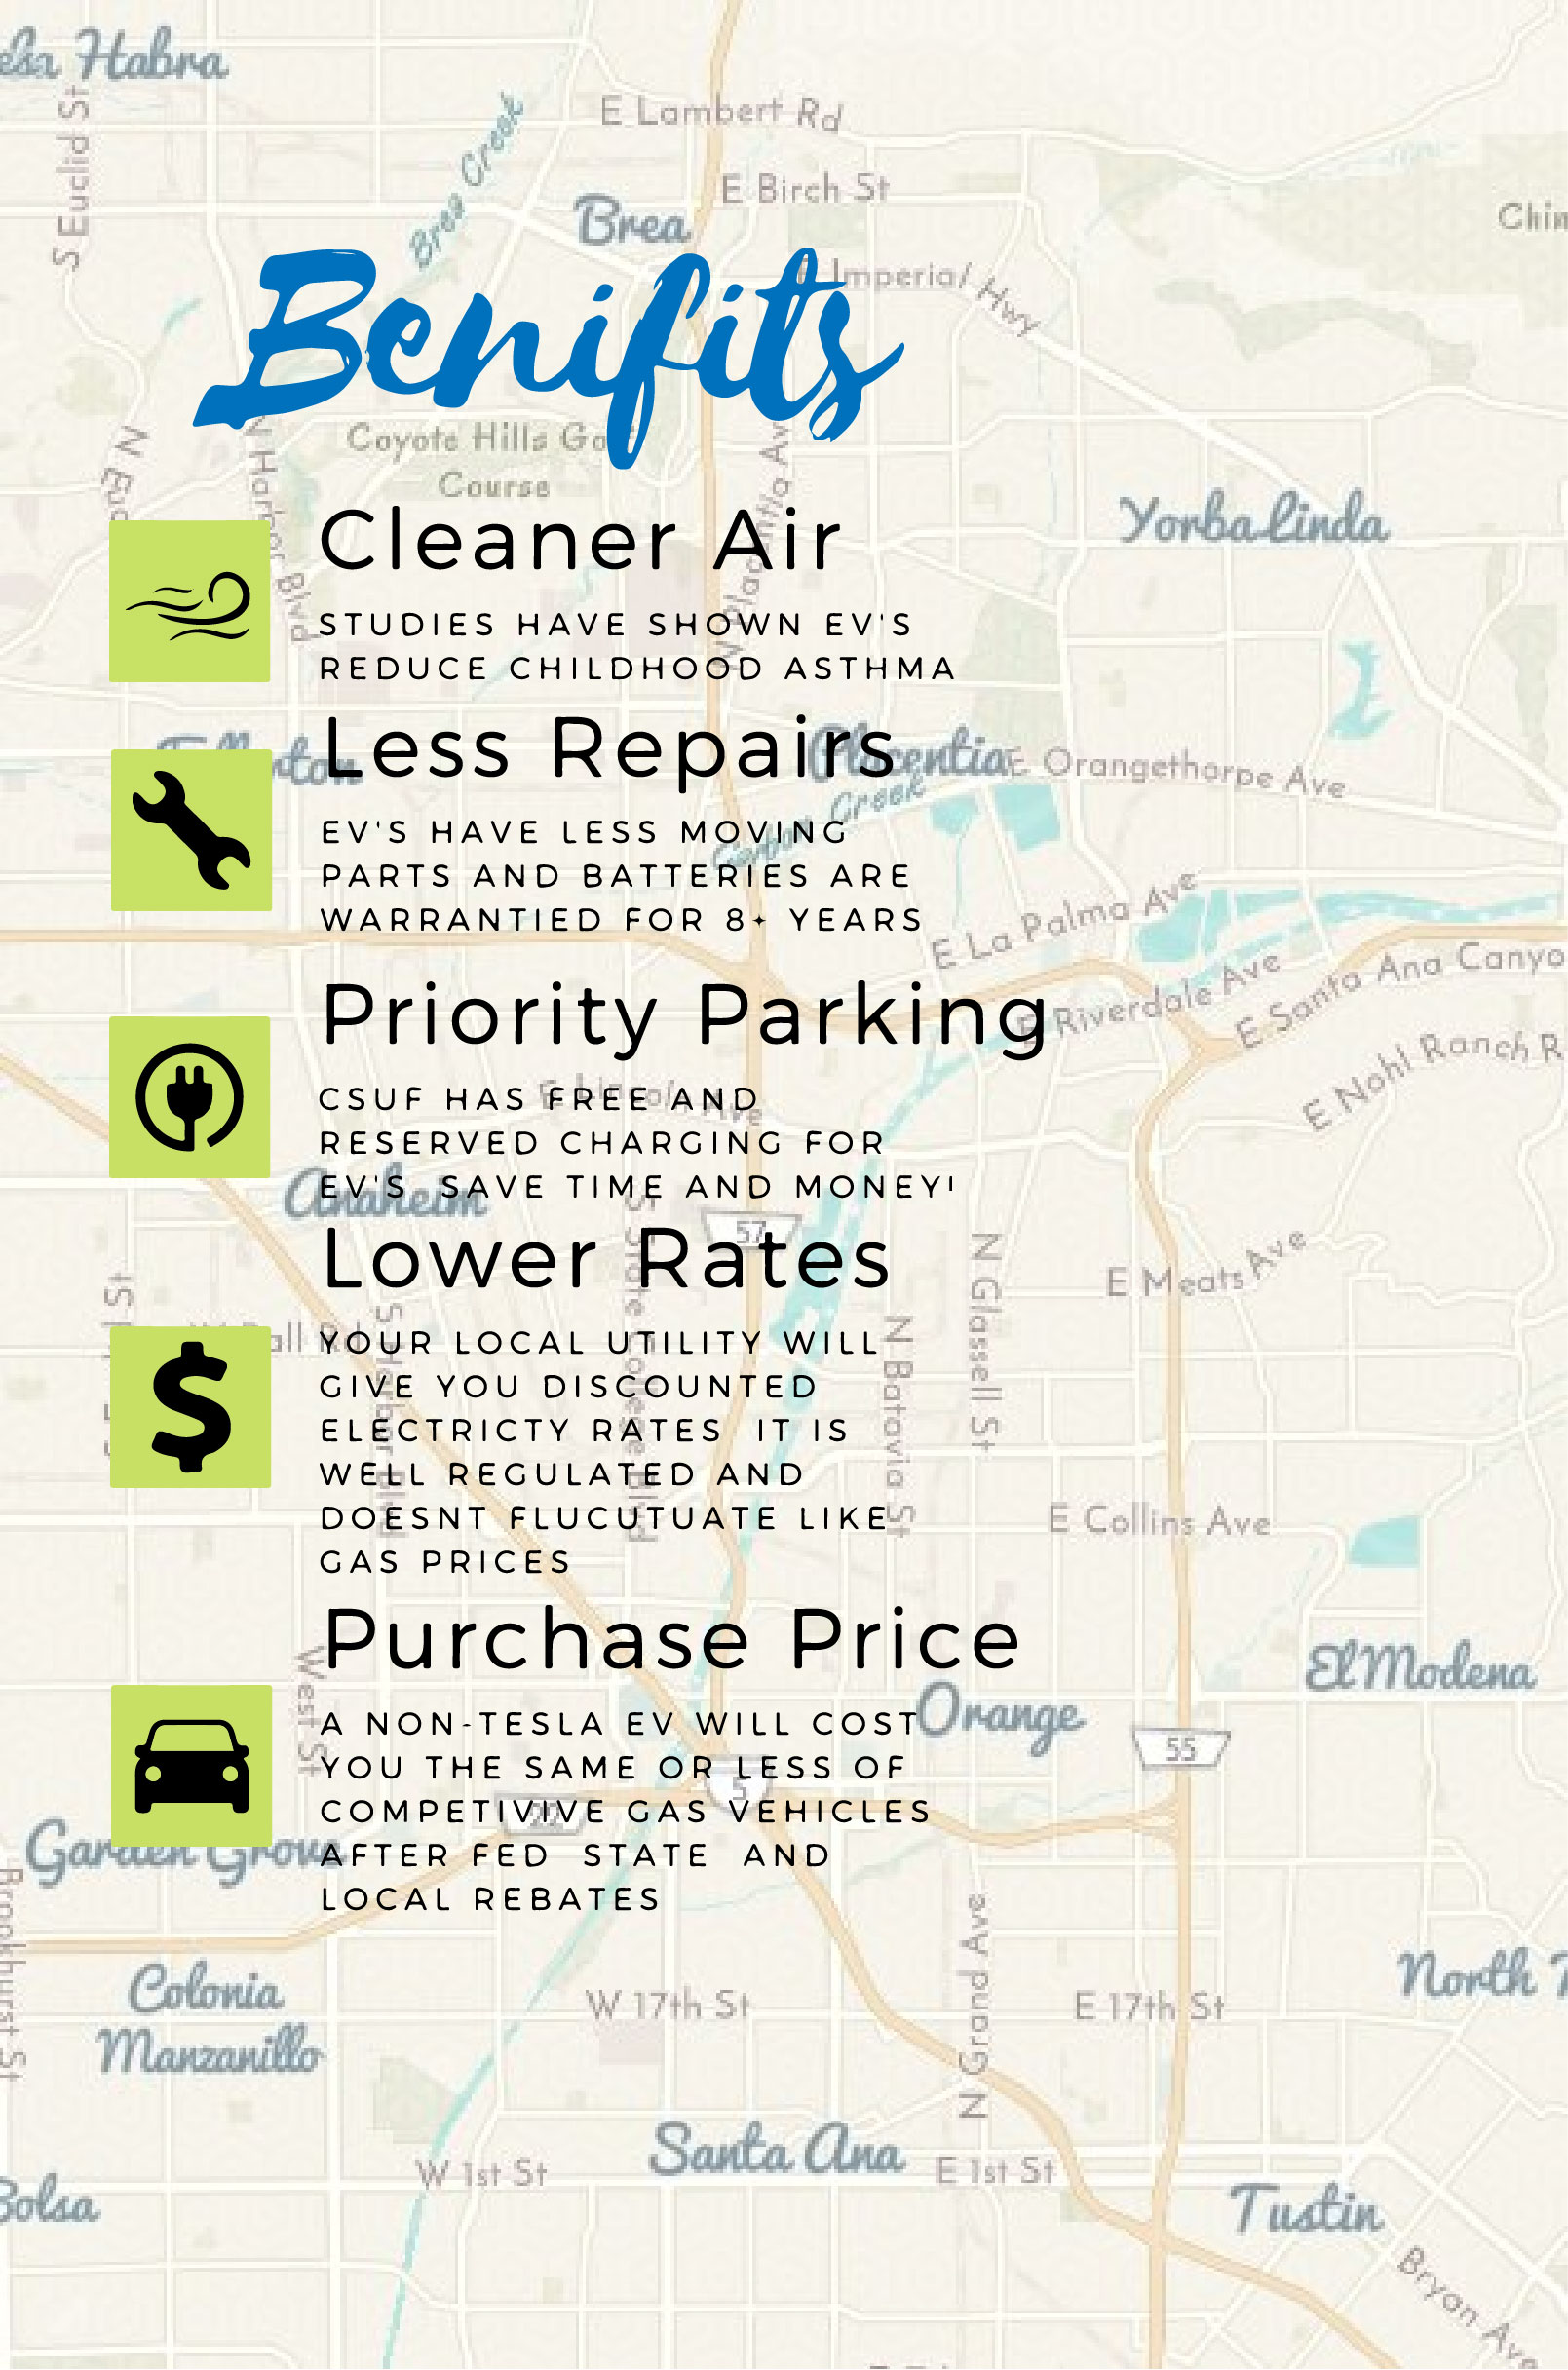 Habra
S Euclid St
Brea Creek
E Lambert Rd
E Birch St
Brea
Imperial Hwy
Benifits
Coyote Hills
Course
Yorba Linda
Cleaner Air
STUDIES HAVE SHOWN EV'S
REDUCE CHILDHOOD ASTHMA
N Harbor Blvd
Less Repairs
Placentia
E Orangethorpe Ave
Creek
EV'S HAVE LESS MOVING
PARTS AND BATTERIES ARE
WARRANTIED FOR 8+ YEARS
E La Palma Ave
E Riverdale Ave
E Santa Ana
E Nohl Ranch
Priority Parking
CSUF HAS FREE AND
RESERVED CHARGING FOR
EV'S SAVE TIME AND MONEY!
Anaheim
57
Lower Rates
YOUR LOCAL UTILITY WILL
GIVE YOU DISCOUNTED
ELECTRICTY RATES IT IS
WELL REGULATED AND
DOESNT FLUCUTUATE LIKE
GAS PRICES
N Batavia St
N Glassell St
E Meats Ave
E Collins Ave
Purchase Price
A NON-TESLA EV WILL COST
YOU THE SAME OR LESS OF
COMPETIVIVE GAS VEHICLES
AFTER FED STATE AND
LOCAL REBATES
West St
Orange
El Modena
55
5
22
Garden Grove
Brookhurst St
Colonia
Manzanillo
W 17th St
N Grand Ave
E 17th St
North
Santa Ana
W 1st St
E 1st St
Bolsa
Tustin
Bryan Ave